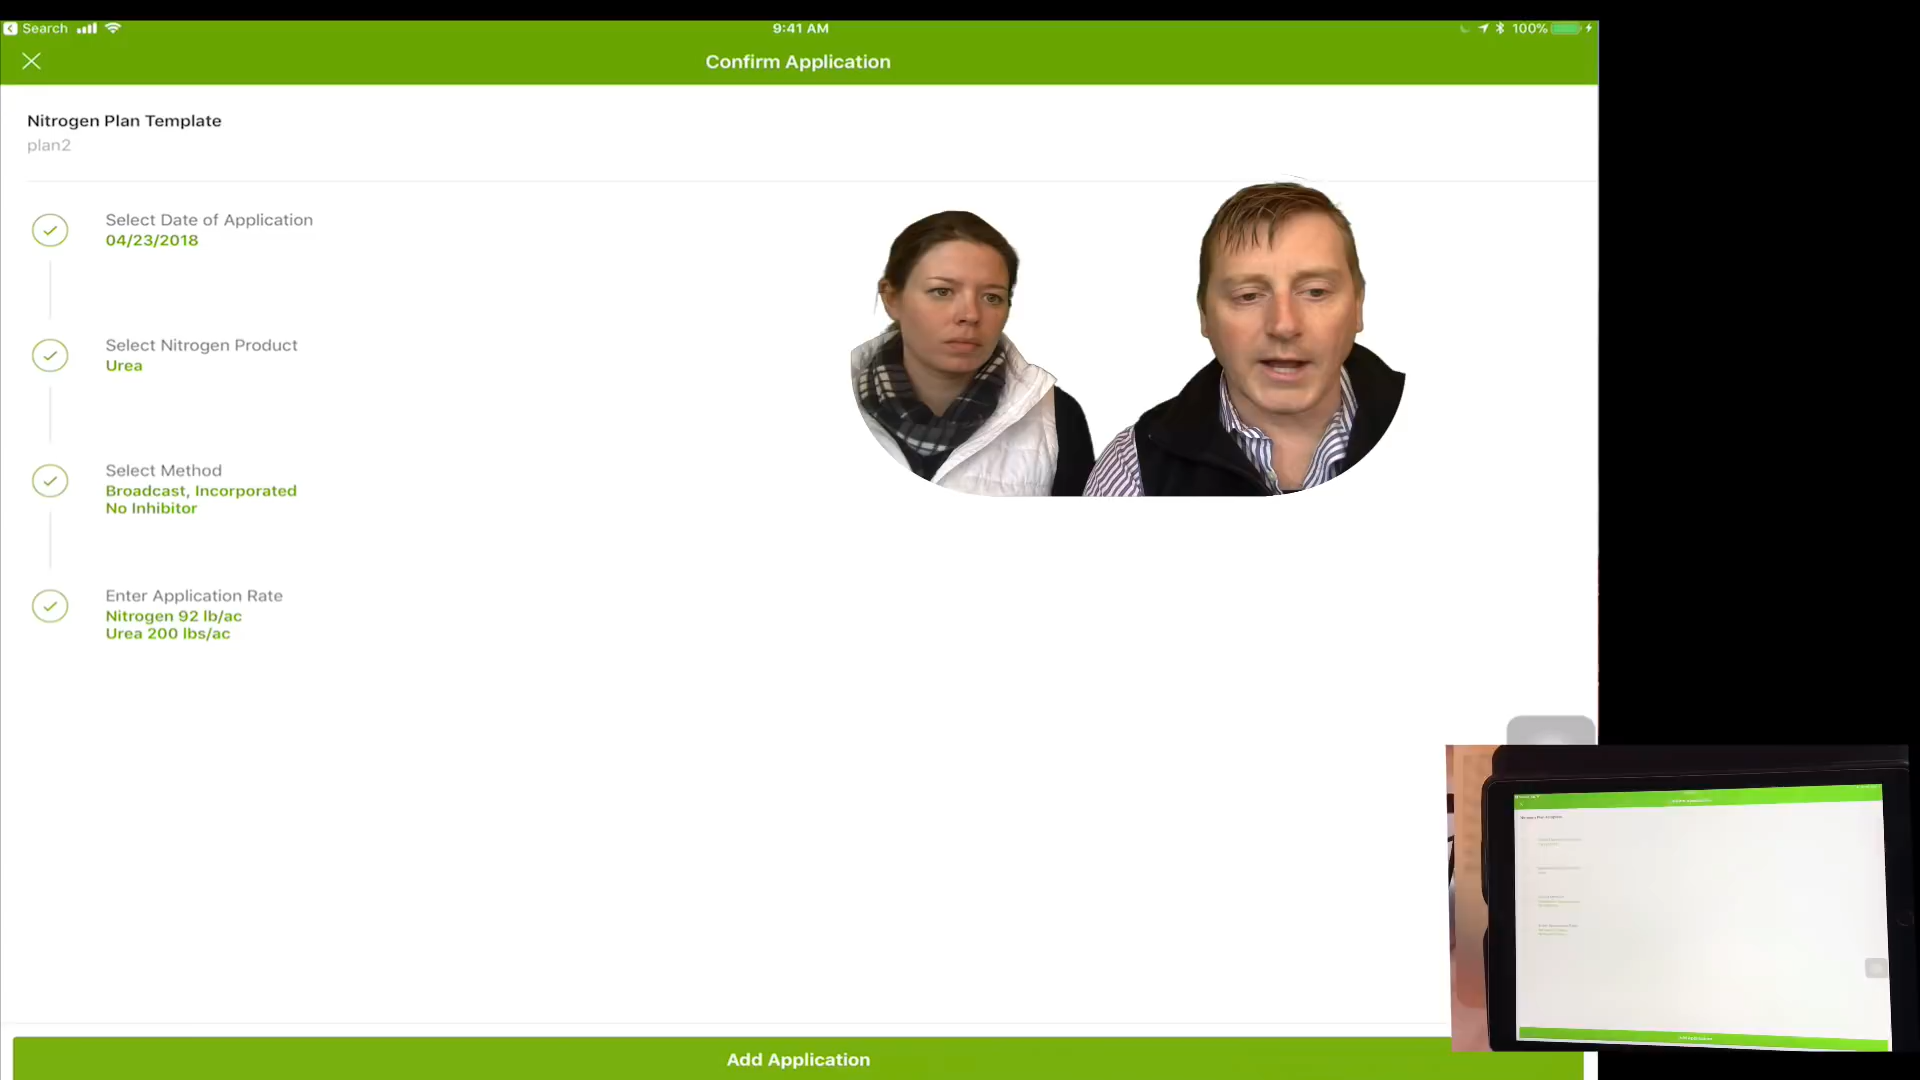 Search
9:41 AM
100%
Confirm Application
Nitrogen Plan Template
plan2
Select Date of Application
04/23/2018
Select Nitrogen Product
Urea
Select Method
Broadcast, Incorporated
No Inhibitor
Enter Application Rate
Nitrogen 92 lb/ac
Urea 200 lbs/ac
Add Application